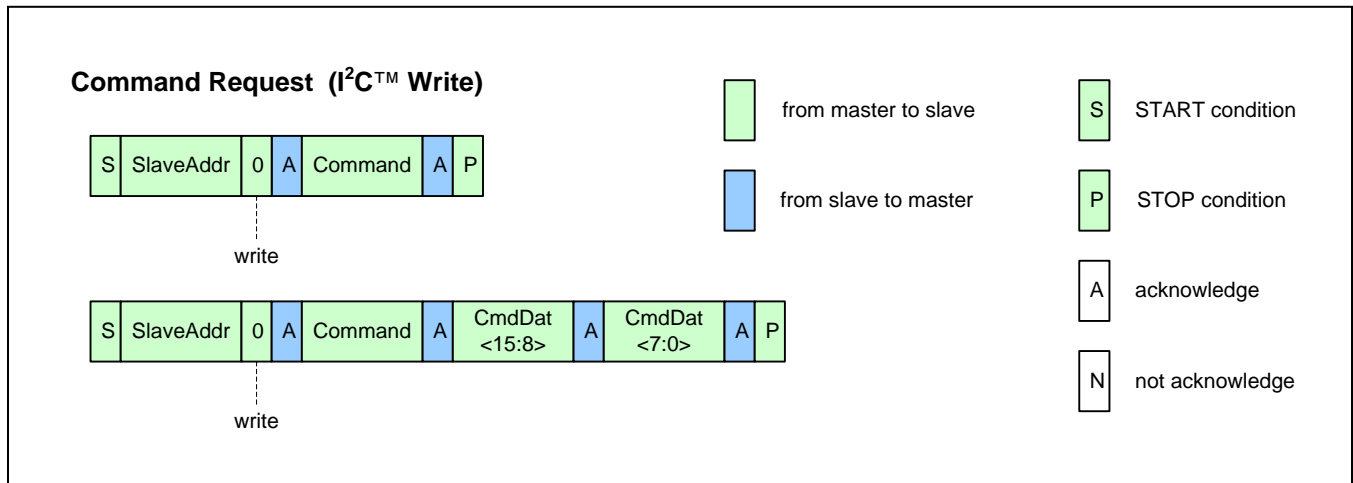 Command Request (I²C™ Write)
S SlaveAddr 0 A Command A P
write
S SlaveAddr 0 A Command A CmdDat <15:8> A CmdDat <7:0> A P
write
from master to slave
from slave to master
S START condition
P STOP condition
A acknowledge
N not acknowledge